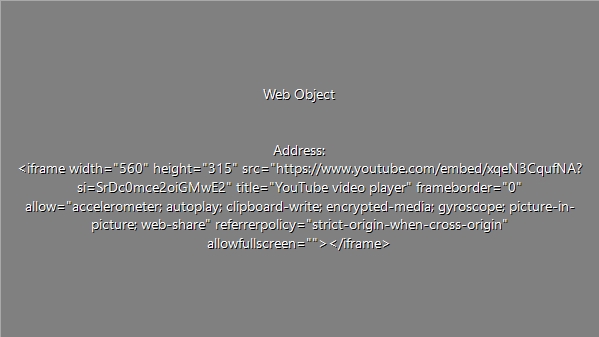 Web Object
Address:
<iframe width="560" height="315" src="https://www.youtube.com/embed/xqeN3CqufNA?
si=SrDc0mce2oiGMwE2" title="YouTube video player" frameborder="0"
allow="accelerometer; autoplay; clipboard-write; encrypted-media; gyroscope; picture-in-
picture; web-share" referrerpolicy="strict-origin-when-cross-origin"
allowfullscreen=""></iframe>